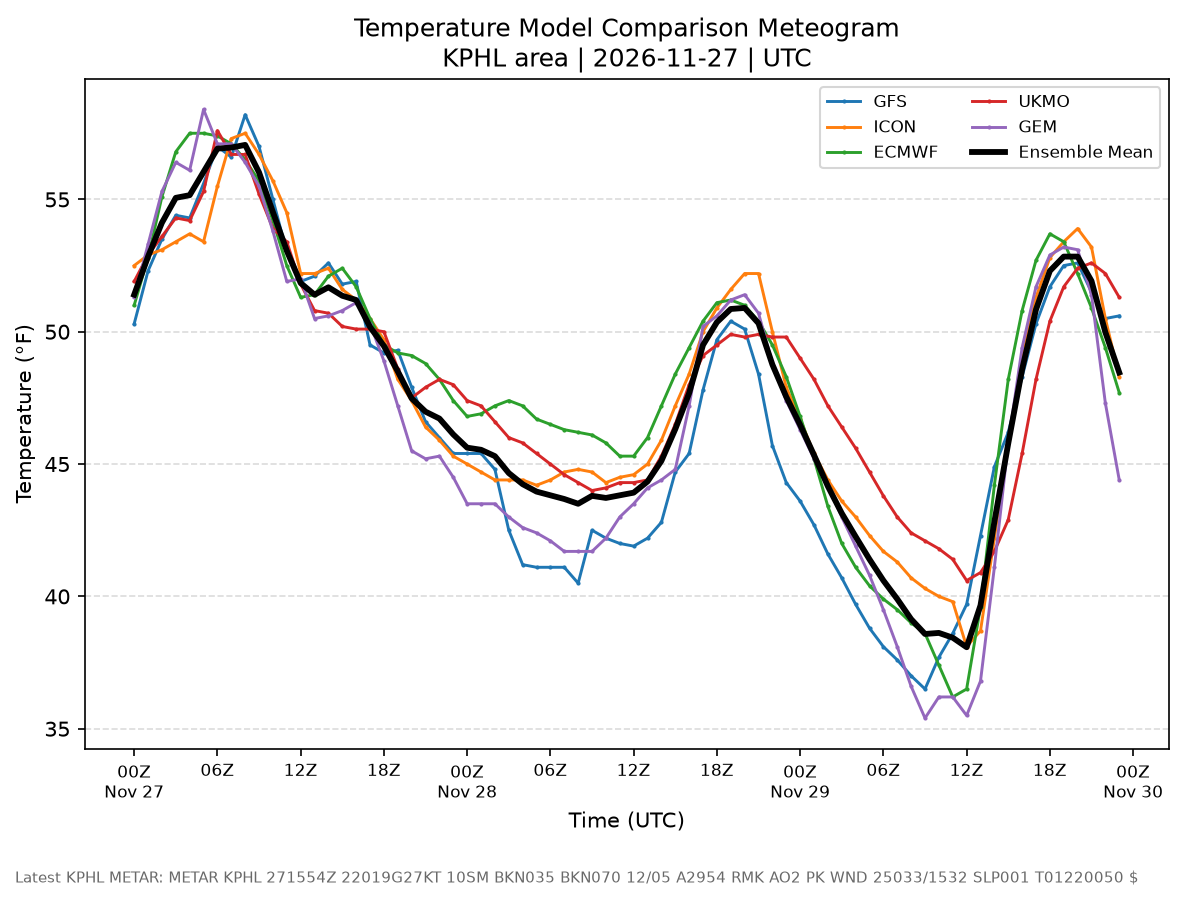 Temperature Model Comparison Meteogram
KPHL area | 2026-11-27 | UTC
GFS
ICON
ECMWF
UKMO
GEM
Ensemble Mean
Temperature (°F)
55
50
45
40
35
00Z
Nov 27
06Z
12Z
18Z
00Z
Nov 28
06Z
12Z
18Z
00Z
Nov 29
06Z
12Z
18Z
00Z
Nov 30
Time (UTC)
Latest KPHL METAR: METAR KPHL 271554Z 22019G27KT 10SM BKN035 BKN070 12/05 A2954 RMK AO2 PK WND 25033/1532 SLP001 T01220050 $